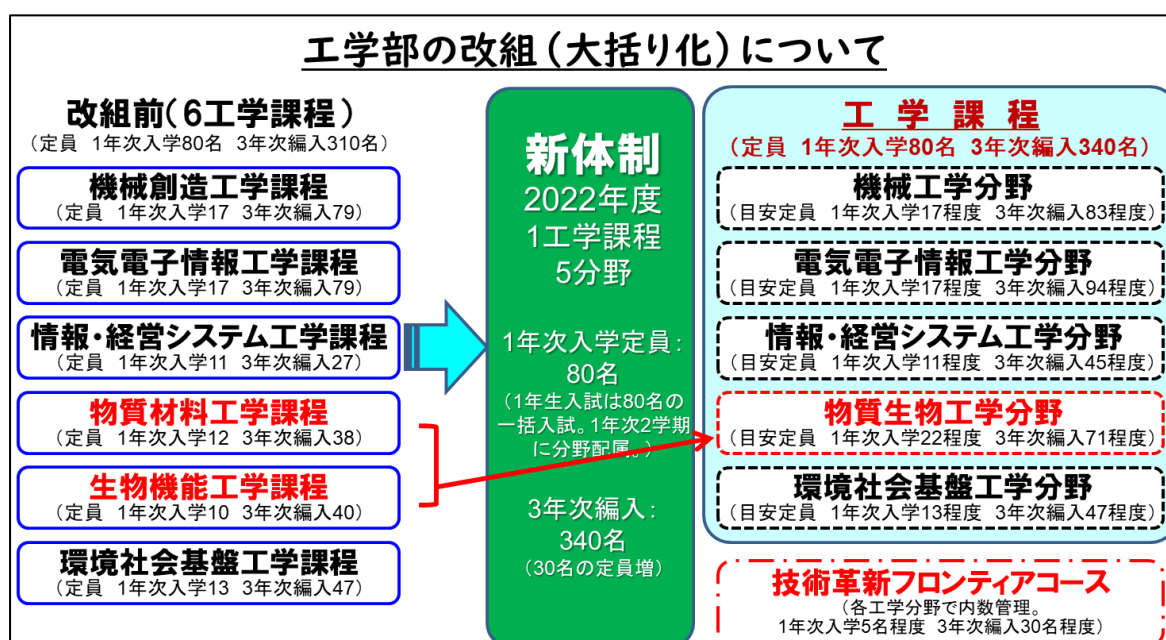 工学部の改組（大括り化）について
改組前（６工学課程）
（定員 1年次入学80名 3年次編入310名）
機械創造工学課程
（定員 1年次入学17 3年次編入79）
電気電子情報工学課程
（定員 1年次入学17 3年次編入79）
情報・経営システム工学課程
（定員 1年次入学11 3年次編入27）
物質材料工学課程
（定員 1年次入学12 3年次編入38）
生物機能工学課程
（定員 1年次入学10 3年次編入40）
環境社会基盤工学課程
（定員 1年次入学13 3年次編入47）
新体制
2022年度
1工学課程
5分野
1年次入学定員：
80名
（1年生入試は80名の
一括入試。1年次2学期
に分野配属。）
3年次編入：
340名
（30名の定員増）
工 学 課 程
（定員 1年次入学80名 3年次編入340名）
機械工学分野
（目安定員 1年次入学17程度 3年次編入83程度）
電気電子情報工学分野
（目安定員 1年次入学17程度 3年次編入94程度）
情報・経営システム工学分野
（目安定員 1年次入学11程度 3年次編入45程度）
物質生物工学分野
（目安定員 1年次入学22程度 3年次編入71程度）
環境社会基盤工学分野
（目安定員 1年次入学13程度 3年次編入47程度）
技術革新フロンティアコース
（各工学分野で内数管理。
1年次入学5名程度 3年次編入30名程度）